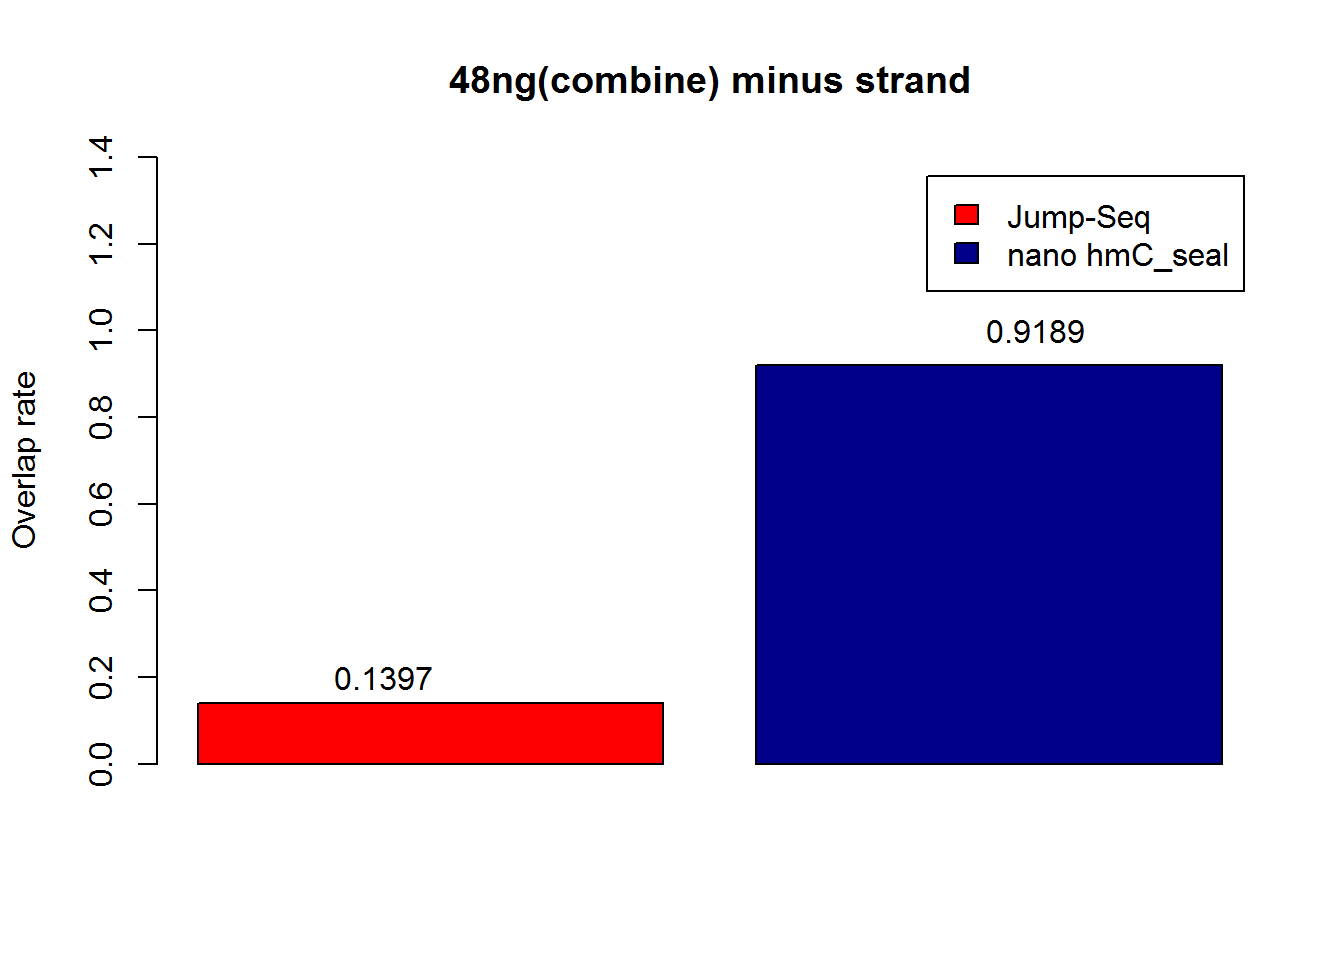 48ng(combine) minus strand
Overlap rate
1.4
1.2
1.0
0.8
0.6
0.4
0.2
0.0
Jump-Seq
nano hmC_seal
0.9189
0.1397